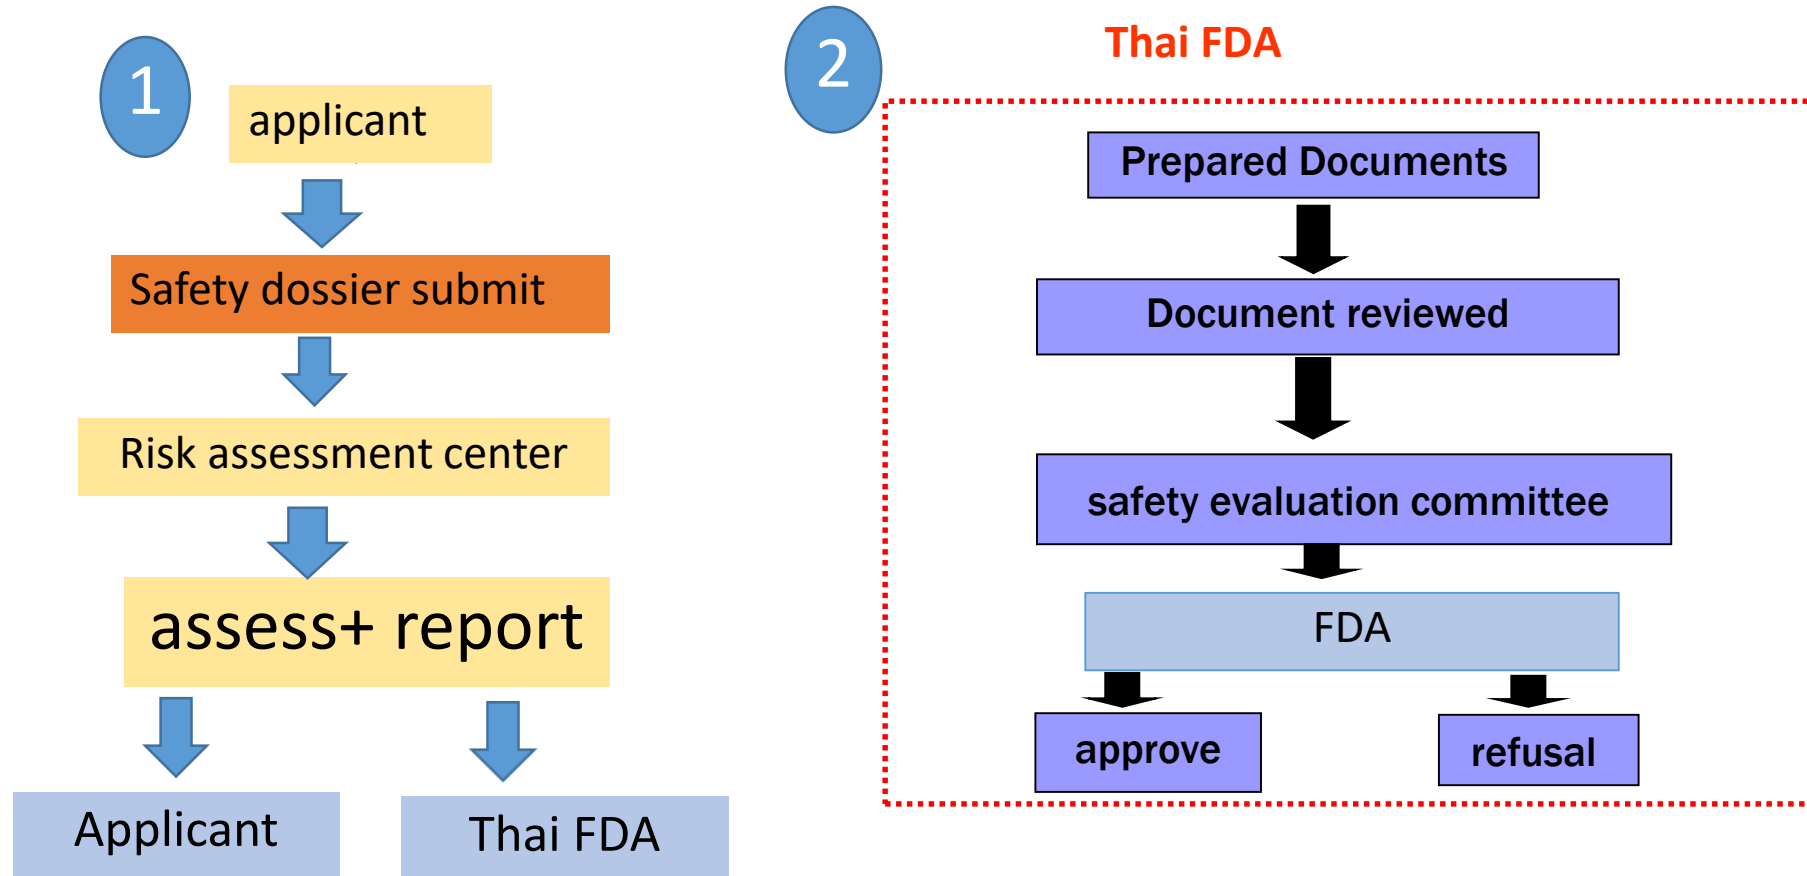 1
applicant
Safety dossier submit
Risk assessment center
assess+ report
Applicant
Thai FDA
2
Thai FDA
Prepared Documents
Document reviewed
safety evaluation committee
FDA
approve
refusal